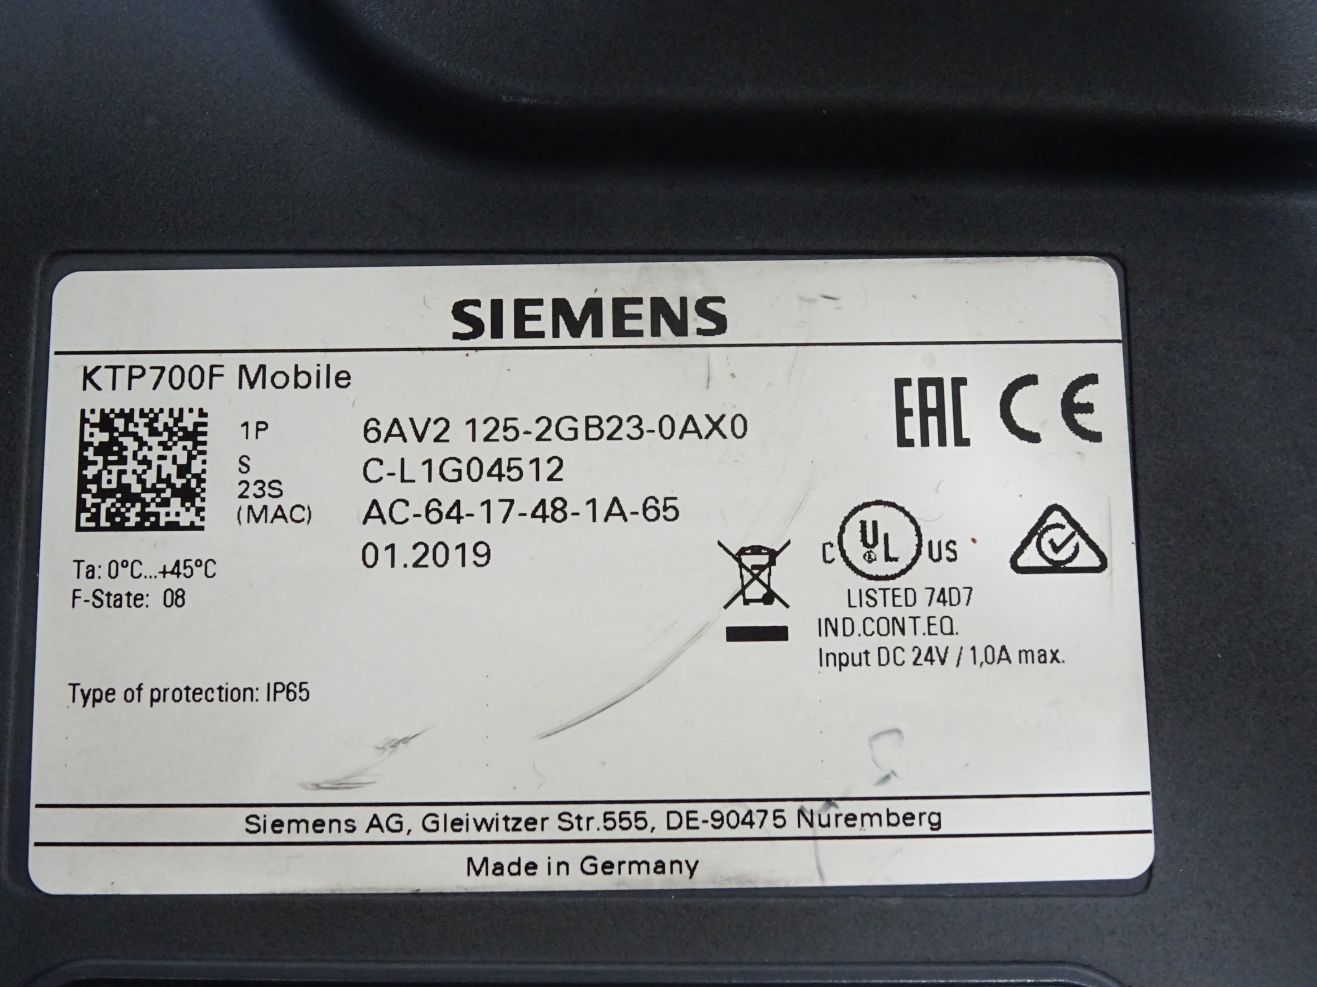 SIEMENS
KTP700F Mobile
1P 6AV2 125-2GB23-0AX0
S C-L1G04512
23S
(MAC) AC-64-17-48-1A-65
01.2019
Ta: 0°C...+45°C
F-State: 08
EAC CE
C UL US
LISTED 74D7
IND.CONT.EQ.
Input DC 24V / 1,0A max.
Type of protection: IP65
Siemens AG, Gleiwitzer Str.555, DE-90475 Nuremberg
Made in Germany